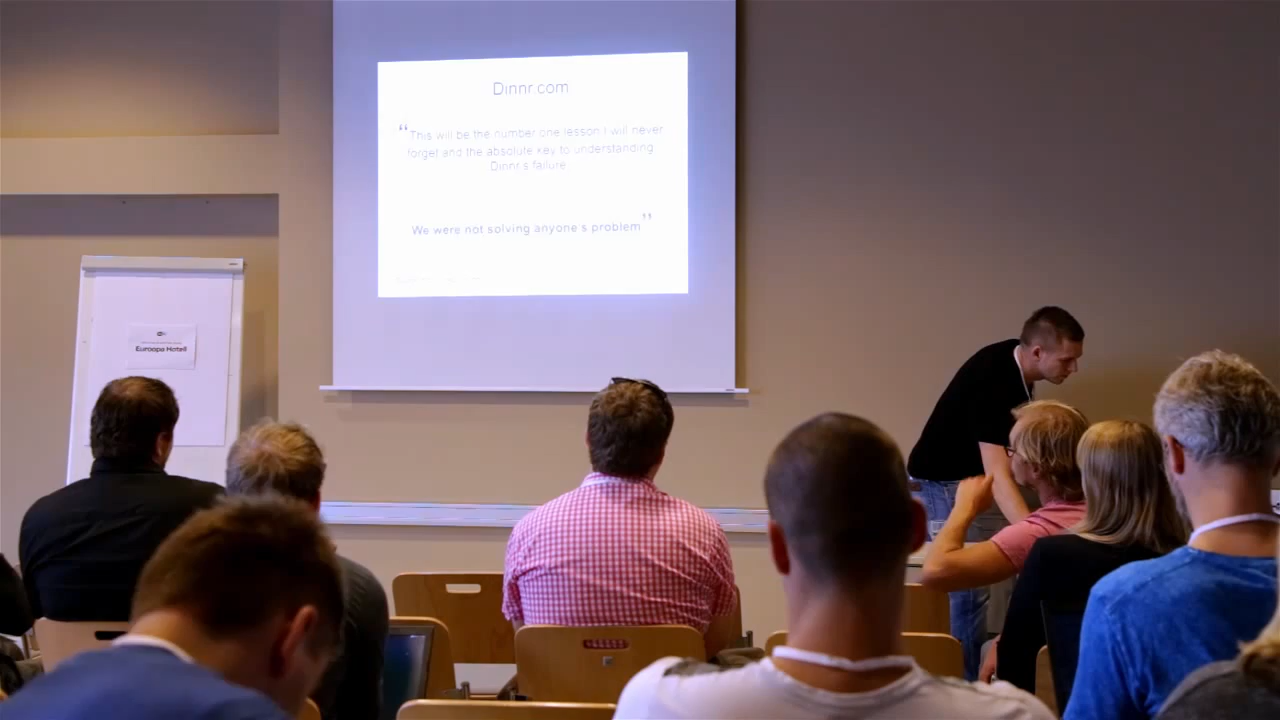 Dinnr.com
“This will be the number one lesson I will never
forget and the absolute key to understanding
Dinnr's failure
We were not solving anyone's problem”
Euroopa Hotell